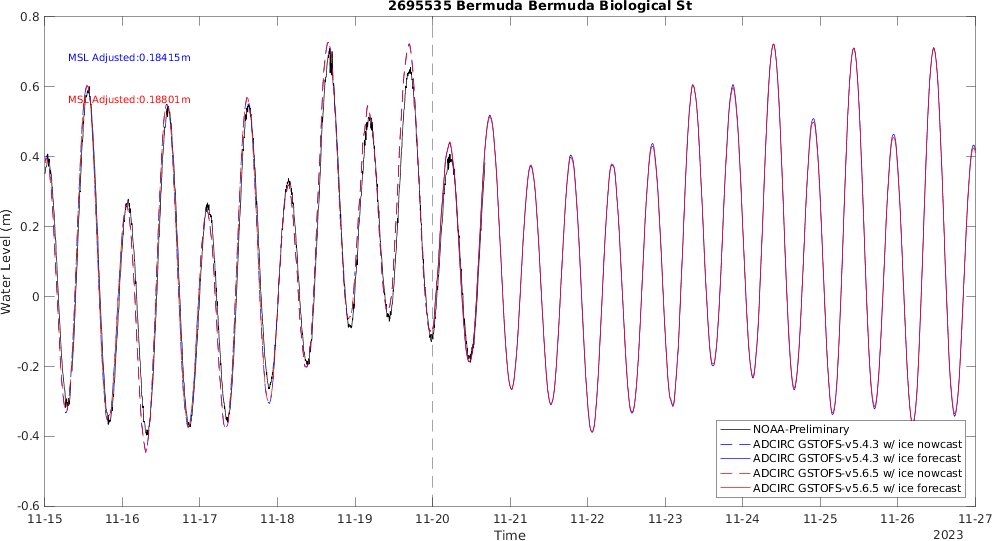 2695535 Bermuda Bermuda Biological St
MSL Adjusted:0.18415m
MSL Adjusted:0.18801m
Water Level (m)
0.8
0.6
0.4
0.2
0
-0.2
-0.4
-0.6
NOAA-Preliminary
ADCIRC GSTOFS-v5.4.3 w/ ice nowcast
ADCIRC GSTOFS-v5.4.3 w/ ice forecast
ADCIRC GSTOFS-v5.6.5 w/ ice nowcast
ADCIRC GSTOFS-v5.6.5 w/ ice forecast
11-15 11-16 11-17 11-18 11-19 11-20 11-21 11-22 11-23 11-24 11-25 11-26 11-27
Time
2023